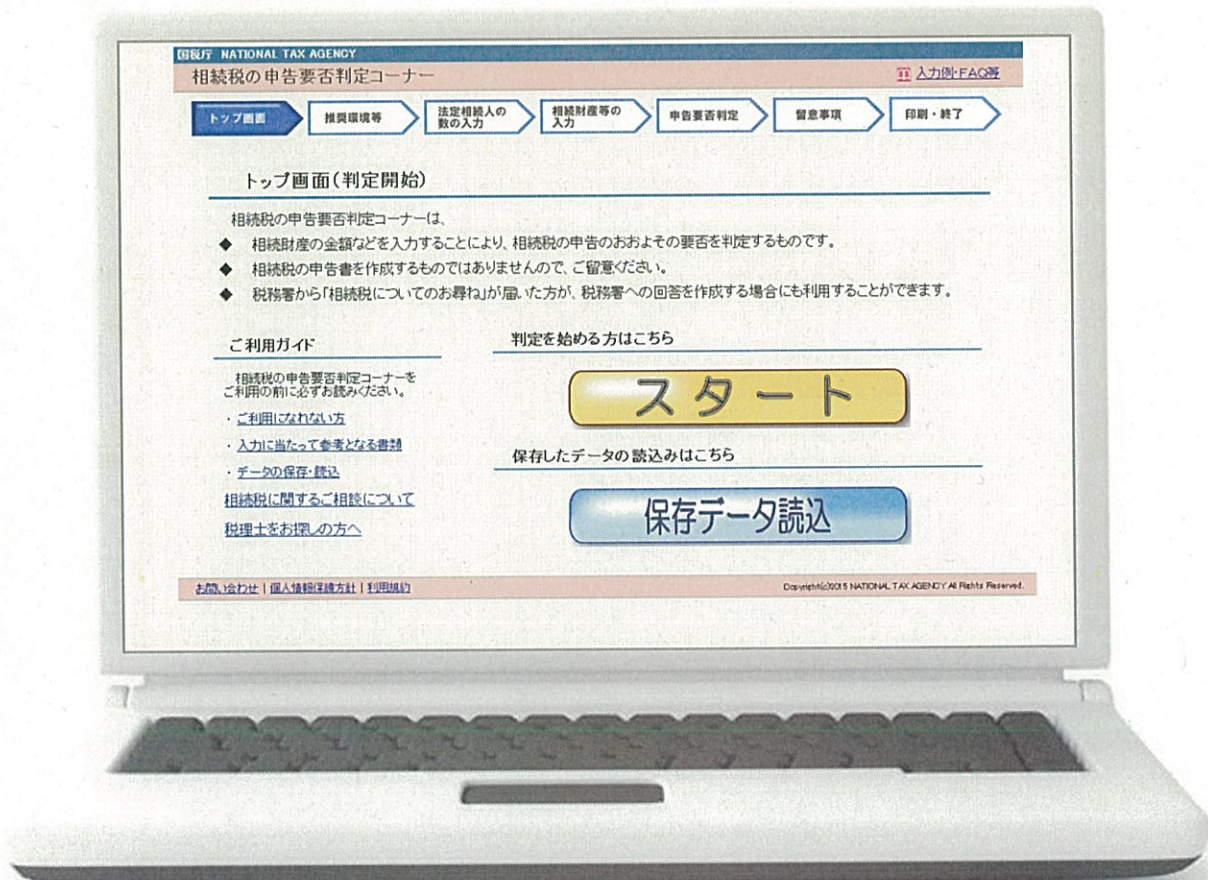 国税庁 NATIONAL TAX AGENCY
相続税の申告要否判定コーナー
入力例・FAQ等
トップ画面
推奨環境等
法定相続人の
数の入力
相続財産等の
入力
申告要否判定
留意事項
印刷・終了
トップ画面(判定開始)
相続税の申告要否判定コーナーは、
◆ 相続財産の金額などを入力することにより、相続税の申告のおおよその要否を判定するものです。
◆ 相続税の申告書を作成するものではありませんので、ご留意ください。
◆ 税務署から「相続税についてのお尋ね」が届いた方が、税務署への回答を作成する場合にも利用することができます。
ご利用ガイド
相続税の申告要否判定コーナーを
ご利用の前に必ずお読みください。
・ご利用になれない方
・入力に当たって参考となる書類
・データの保存・読込
相続税に関するご相談について
税理士をお探しの方へ
判定を始める方はこちら
スタート
保存したデータの読込みはこちら
保存データ読込
お問い合わせ | 個人情報保護方針 | 利用規約
Copyright(c)2015 NATIONAL TAX AGENCY All Rights Reserved.